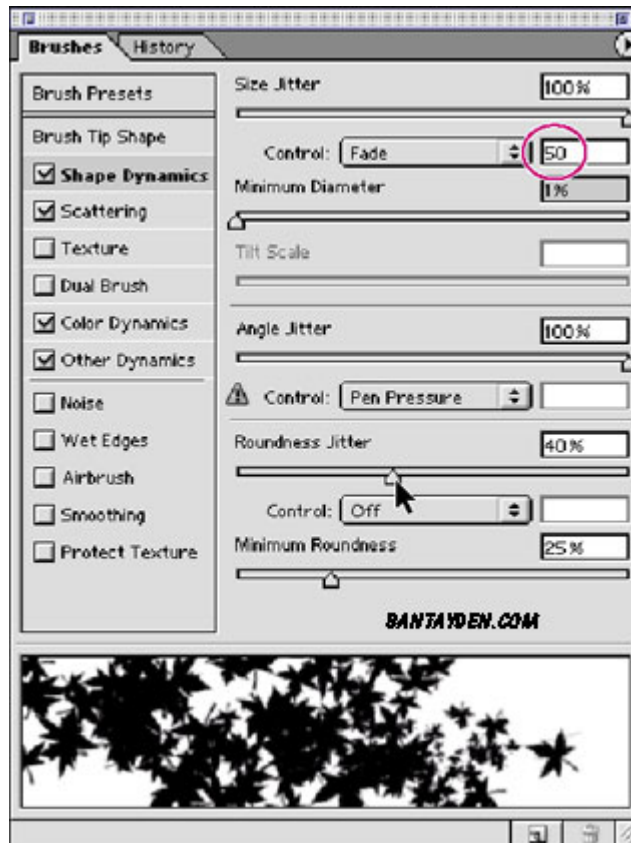 Brushes
History
Brush Presets
Brush Tip Shape
Shape Dynamics
Scattering
Texture
Dual Brush
Color Dynamics
Other Dynamics
Noise
Wet Edges
Airbrush
Smoothing
Protect Texture
Size Jitter 100%
Control: Fade 50
Minimum Diameter 1%
Tilt Scale
Angle Jitter 100%
Control: Pen Pressure
Roundness Jitter 40%
Control: Off
Minimum Roundness 25%
BANTAYDEN.COM